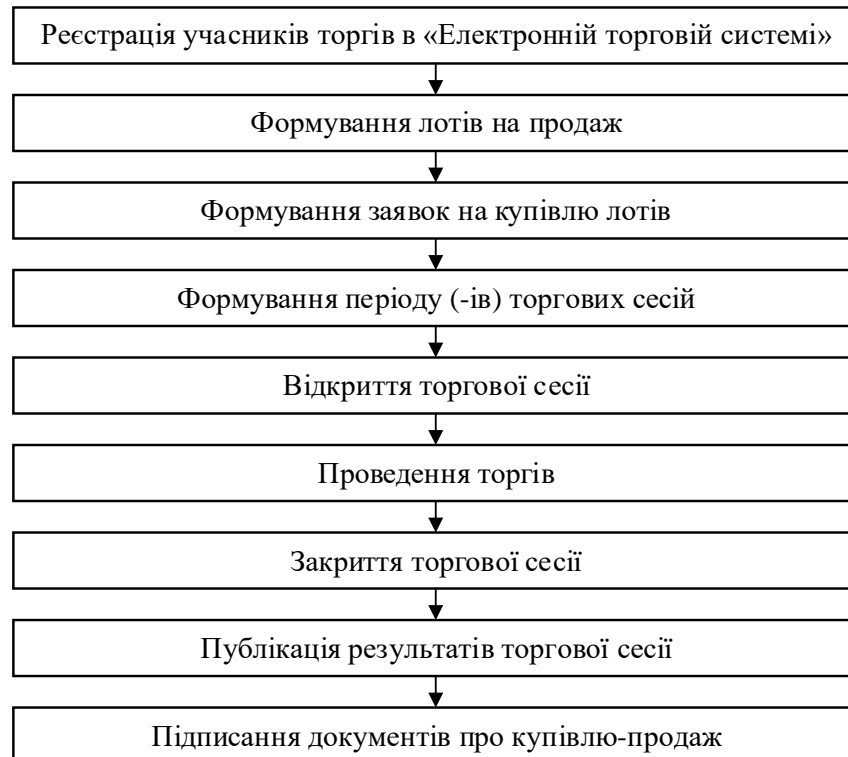 Реєстрація учасників торгів в «Електронній торговій системі»
Формування лотів на продаж
Формування заявок на купівлю лотів
Формування періоду (-ів) торгових сесій
Відкриття торгової сесії
Проведення торгів
Закриття торгової сесії
Публікація результатів торгової сесії
Підписання документів про купівлю-продаж